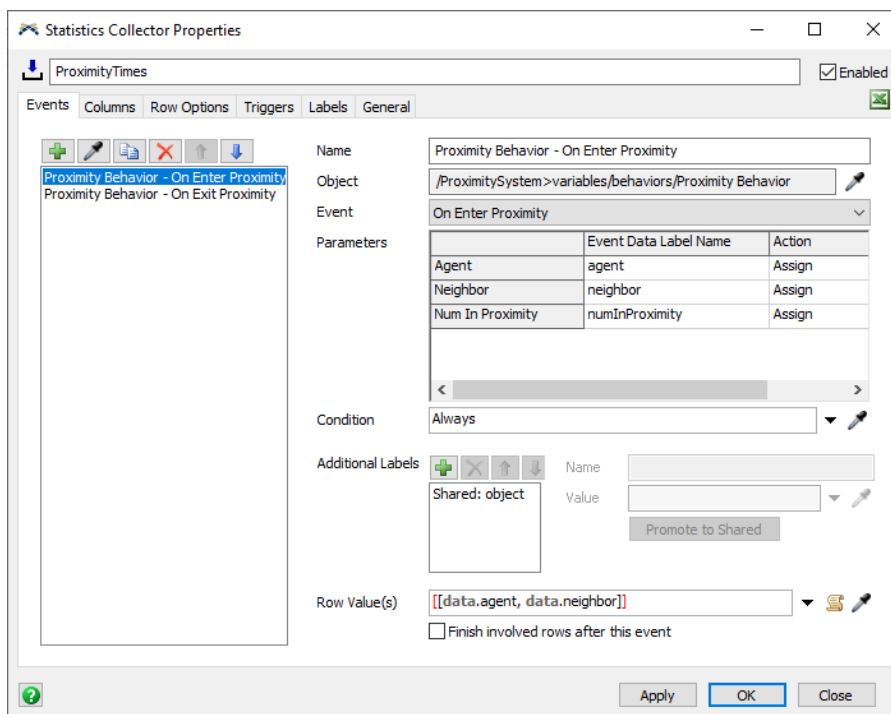 Statistics Collector Properties
ProximityTimes
Enabled
Events Columns Row Options Triggers Labels General
Proximity Behavior - On Enter Proximity
Proximity Behavior - On Exit Proximity
Name Proximity Behavior - On Enter Proximity
Object /ProximitySystem>variables/behaviors/Proximity Behavior
Event On Enter Proximity
Parameters
Event Data Label Name Action
Agent agent Assign
Neighbor neighbor Assign
Num In Proximity numInProximity Assign
Condition Always
Additional Labels
Shared: object
Name
Value
Promote to Shared
Row Value(s) [[data.agent, data.neighbor]]
Finish involved rows after this event
? Apply OK Close